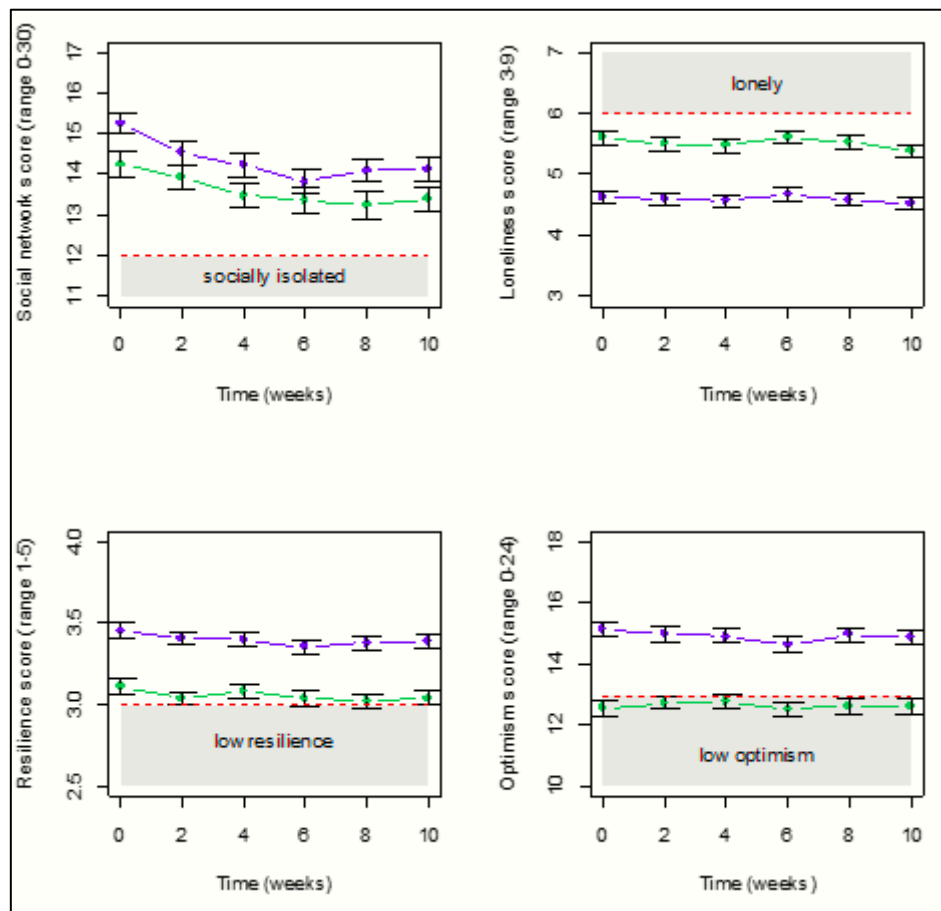 Social network score (range 0-30)
17
16
15
14
13
12
11
socially isolated
0 2 4 6 8 10
Time (weeks)
Loneliness score (range 3-9)
7
6
5
4
3
lonely
0 2 4 6 8 10
Time (weeks)
Resilience score (range 1-5)
4.0
3.5
3.0
2.5
low resilience
0 2 4 6 8 10
Time (weeks)
Optimism score (range 0-24)
18
16
14
12
10
low optimism
0 2 4 6 8 10
Time (weeks)